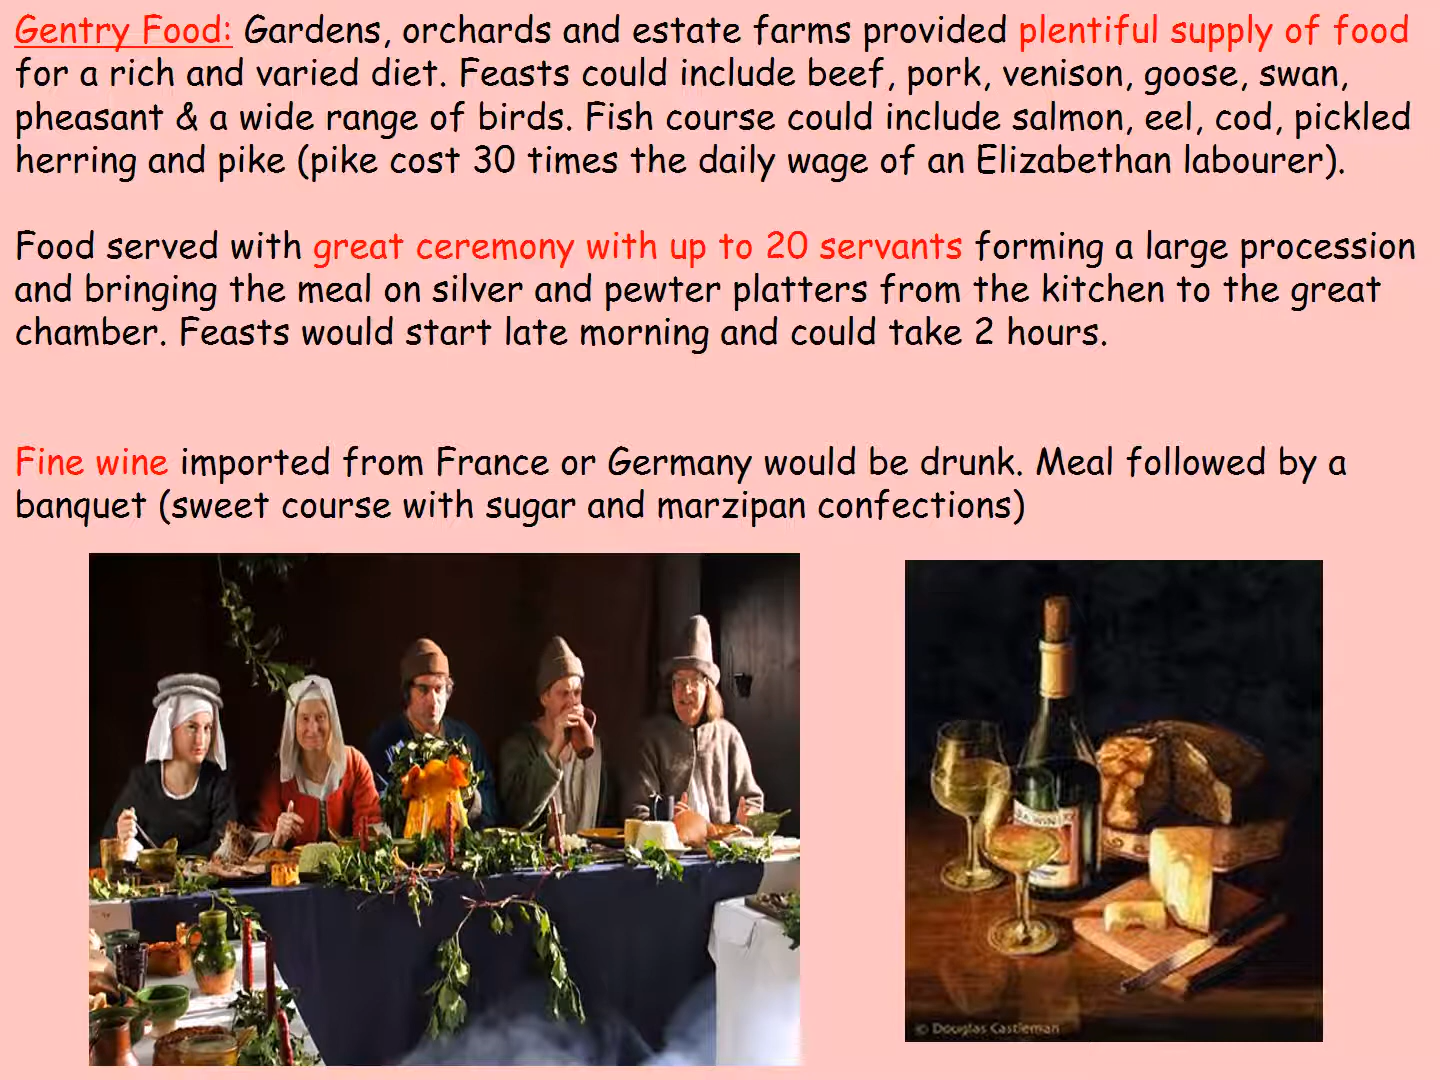 Gentry Food: Gardens, orchards and estate farms provided plentiful supply of food
for a rich and varied diet. Feasts could include beef, pork, venison, goose, swan,
pheasant & a wide range of birds. Fish course could include salmon, eel, cod, pickled
herring and pike (pike cost 30 times the daily wage of an Elizabethan labourer).
Food served with great ceremony with up to 20 servants forming a large procession
and bringing the meal on silver and pewter platters from the kitchen to the great
chamber. Feasts would start late morning and could take 2 hours.
Fine wine imported from France or Germany would be drunk. Meal followed by a
banquet (sweet course with sugar and marzipan confections)
© Douglas Castleman